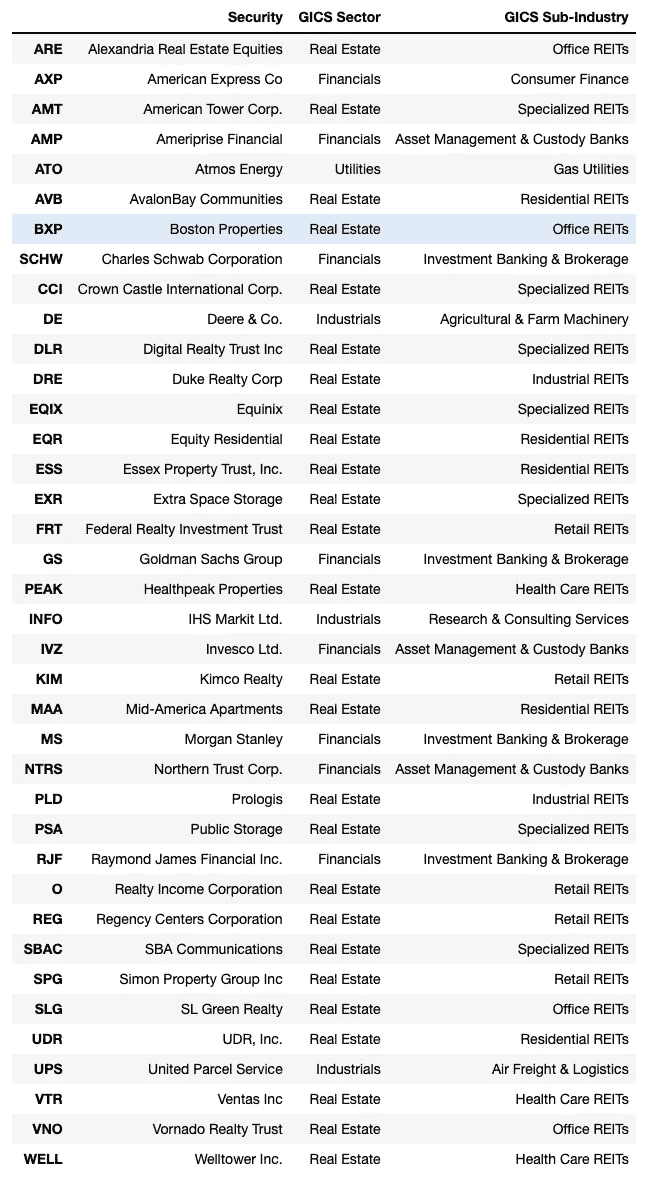 Security GICS Sector GICS Sub-Industry
ARE Alexandria Real Estate Equities Real Estate Office REITs
AXP American Express Co Financials Consumer Finance
AMT American Tower Corp. Real Estate Specialized REITs
AMP Ameriprise Financial Financials Asset Management & Custody Banks
ATO Atmos Energy Utilities Gas Utilities
AVB AvalonBay Communities Real Estate Residential REITs
BXP Boston Properties Real Estate Office REITs
SCHW Charles Schwab Corporation Financials Investment Banking & Brokerage
CCI Crown Castle International Corp. Real Estate Specialized REITs
DE Deere & Co. Industrials Agricultural & Farm Machinery
DLR Digital Realty Trust Inc Real Estate Specialized REITs
DRE Duke Realty Corp Real Estate Industrial REITs
EQIX Equinix Real Estate Specialized REITs
EQR Equity Residential Real Estate Residential REITs
ESS Essex Property Trust, Inc. Real Estate Residential REITs
EXR Extra Space Storage Real Estate Specialized REITs
FRT Federal Realty Investment Trust Real Estate Retail REITs
GS Goldman Sachs Group Financials Investment Banking & Brokerage
PEAK Healthpeak Properties Real Estate Health Care REITs
INFO IHS Markit Ltd. Industrials Research & Consulting Services
IVZ Invesco Ltd. Financials Asset Management & Custody Banks
KIM Kimco Realty Real Estate Retail REITs
MAA Mid-America Apartments Real Estate Residential REITs
MS Morgan Stanley Financials Investment Banking & Brokerage
NTRS Northern Trust Corp. Financials Asset Management & Custody Banks
PLD Prologis Real Estate Industrial REITs
PSA Public Storage Real Estate Specialized REITs
RJF Raymond James Financial Inc. Financials Investment Banking & Brokerage
O Realty Income Corporation Real Estate Retail REITs
REG Regency Centers Corporation Real Estate Retail REITs
SBAC SBA Communications Real Estate Specialized REITs
SPG Simon Property Group Inc Real Estate Retail REITs
SLG SL Green Realty Real Estate Office REITs
UDR UDR, Inc. Real Estate Residential REITs
UPS United Parcel Service Industrials Air Freight & Logistics
VTR Ventas Inc Real Estate Health Care REITs
VNO Vornado Realty Trust Real Estate Office REITs
WELL Welltower Inc. Real Estate Health Care REITs